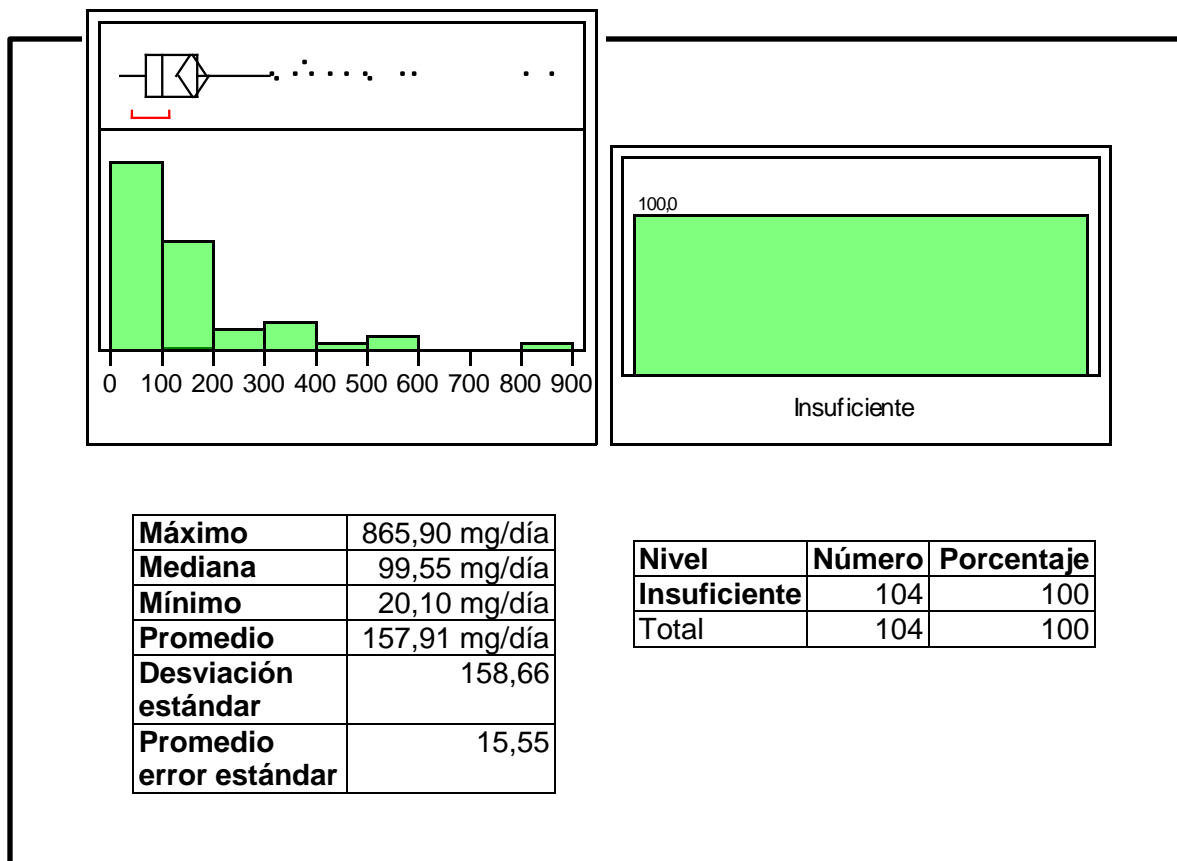 0 100 200 300 400 500 600 700 800 900
100,0
Insuficiente
Máximo 865,90 mg/día
Mediana 99,55 mg/día
Mínimo 20,10 mg/día
Promedio 157,91 mg/día
Desviación estándar 158,66
Promedio error estándar 15,55
Nivel Número Porcentaje
Insuficiente 104 100
Total 104 100